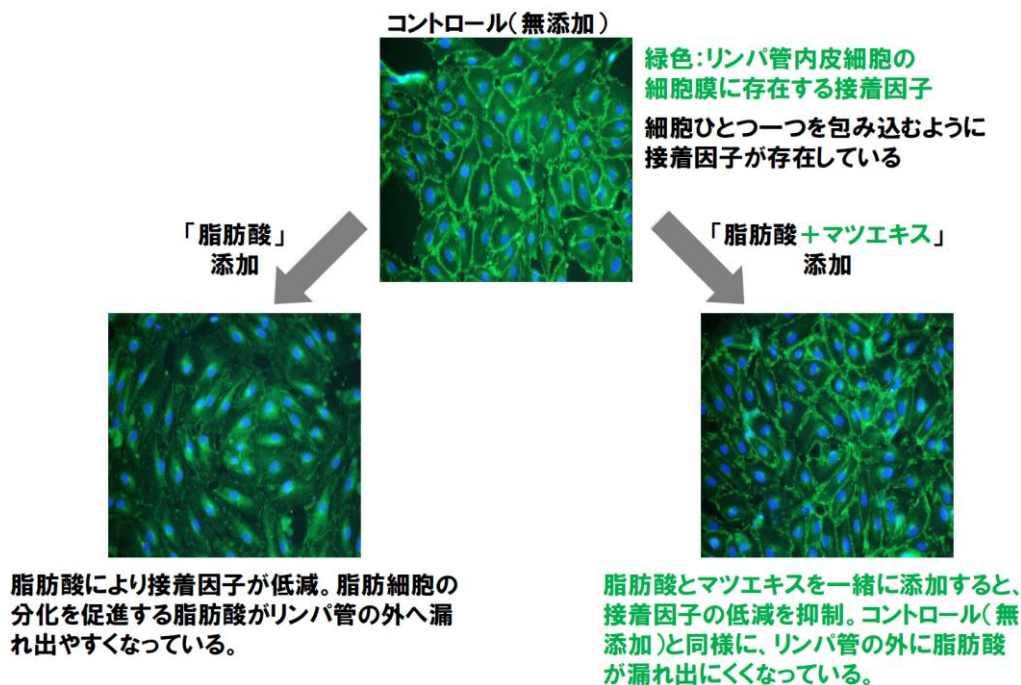 コントロール（無添加）
緑色：リンパ管内皮細胞の
細胞膜に存在する接着因子
細胞ひとつ一つを包み込むように
接着因子が存在している
「脂肪酸」
添加
「脂肪酸＋マツエキス」
添加
脂肪酸により接着因子が低減。脂肪細胞の
分化を促進する脂肪酸がリンパ管の外へ漏
れ出やすくなっている。
脂肪酸とマツエキスを一緒に添加すると、
接着因子の低減を抑制。コントロール（無
添加）と同様に、リンパ管の外に脂肪酸
が漏れ出にくくなっている。